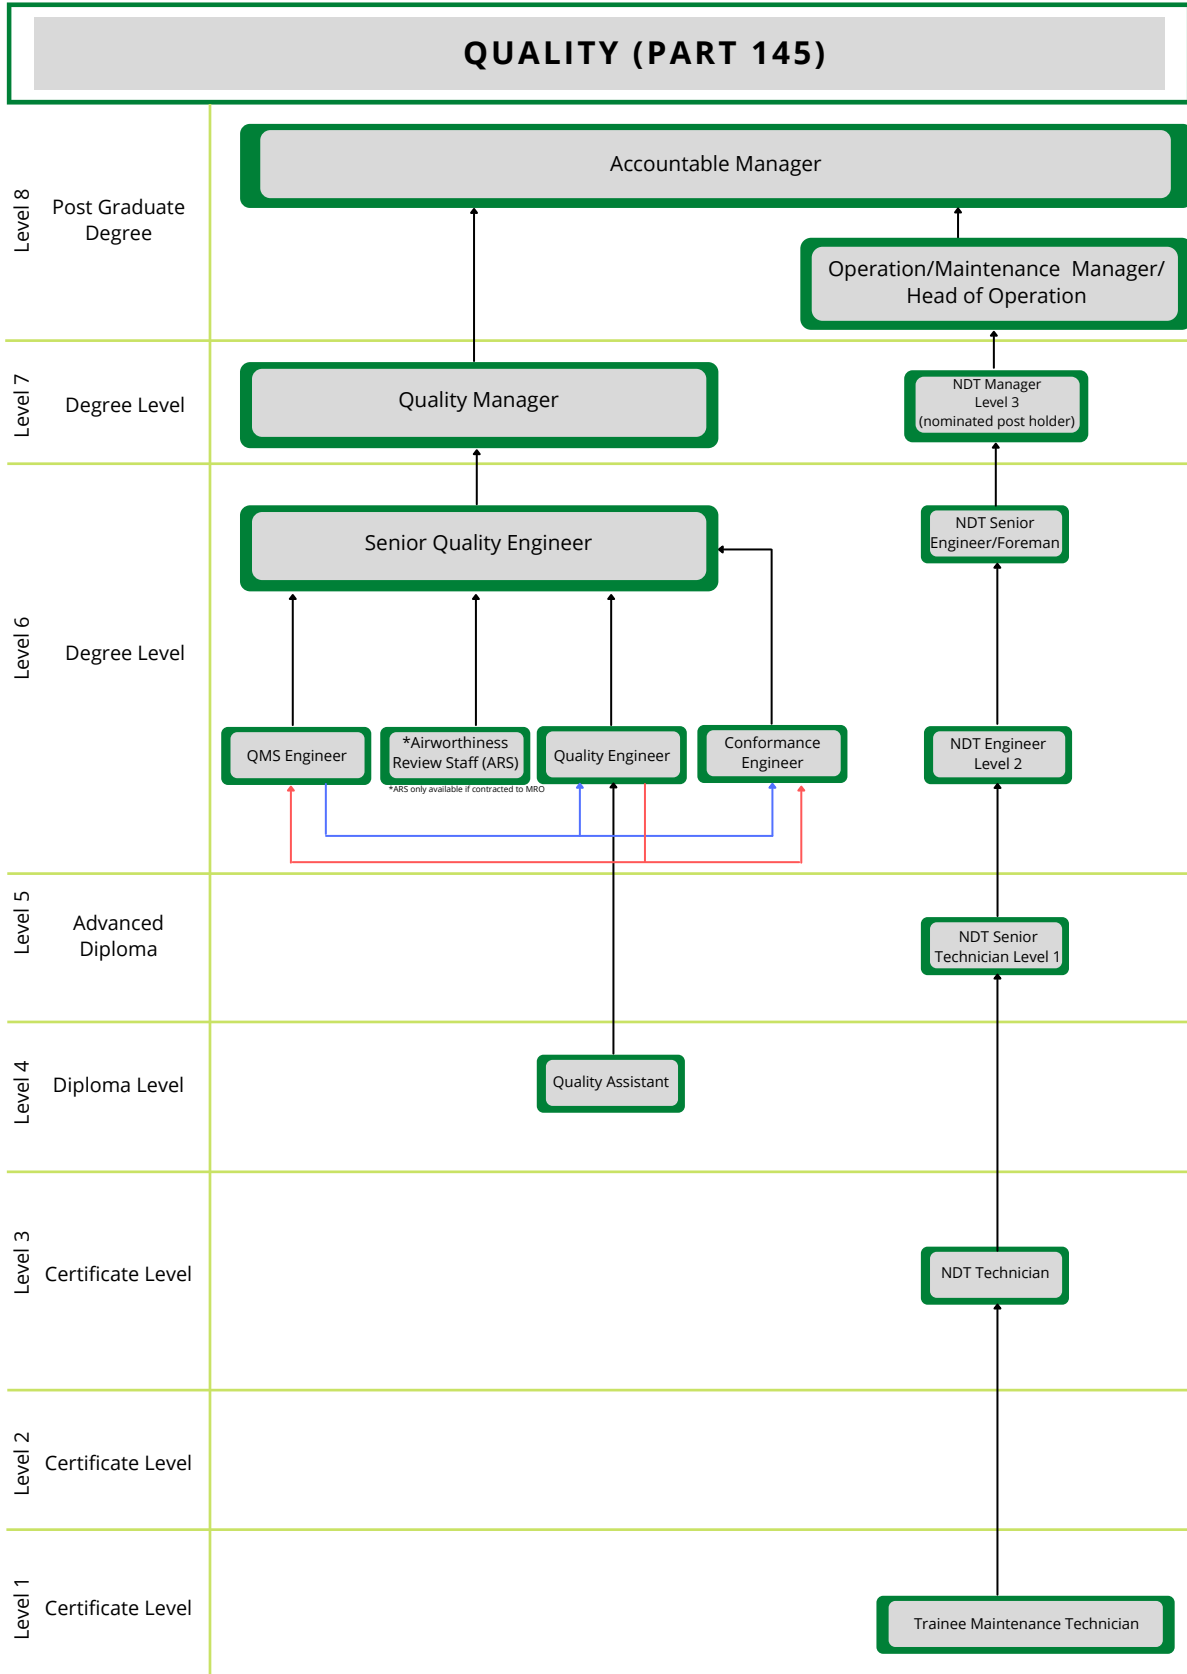 QUALITY (PART 145)
Level 8
Post Graduate
Degree
Accountable Manager
Operation/Maintenance Manager/
Head of Operation
Level 7
Degree Level
Quality Manager
NDT Manager
Level 3
(nominated post holder)
Level 6
Degree Level
Senior Quality Engineer
NDT Senior
Engineer/Foreman
QMS Engineer
*Airworthiness
Review Staff (ARS)
*ARS only available if contracted to MRO
Quality Engineer
Conformance
Engineer
NDT Engineer
Level 2
Level 5
Advanced
Diploma
NDT Senior
Technician Level 1
Level 4
Diploma Level
Quality Assistant
Level 3
Certificate Level
NDT Technician
Level 2
Certificate Level
Level 1
Certificate Level
Trainee Maintenance Technician